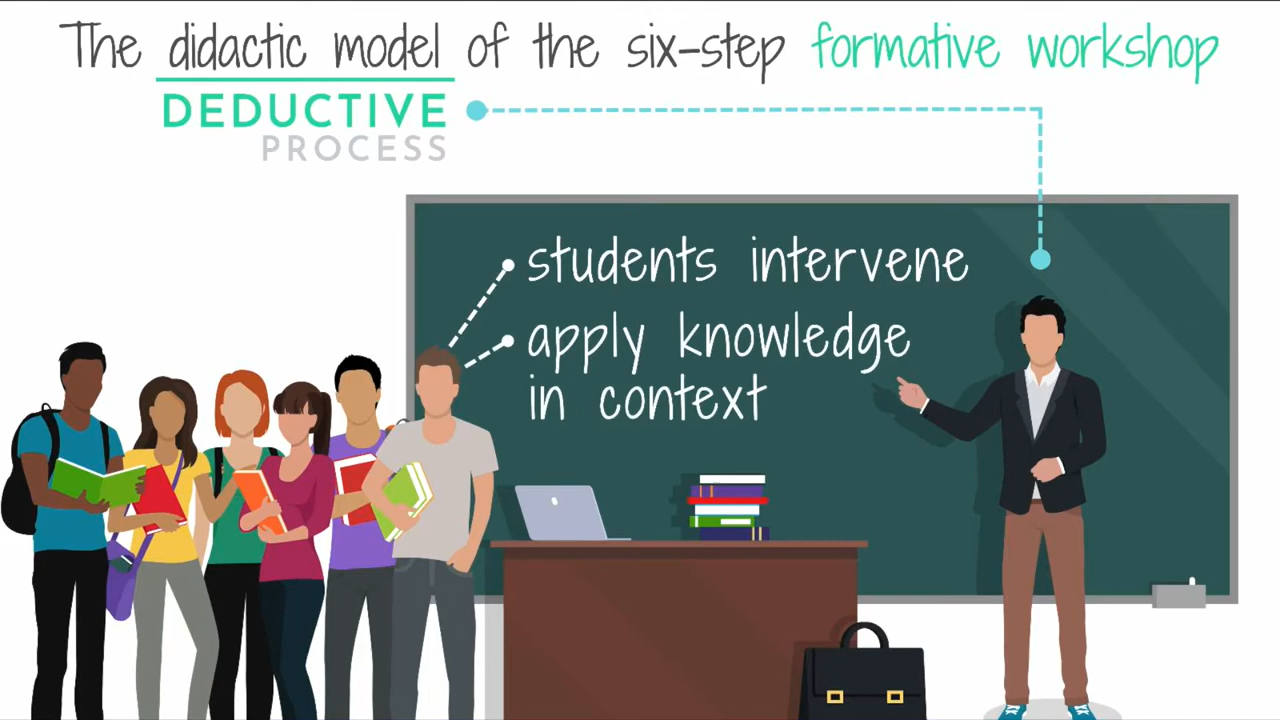 The didactic model of the six-step formative workshop
DEDUCTIVE
PROCESS
students intervene
apply knowledge
in context